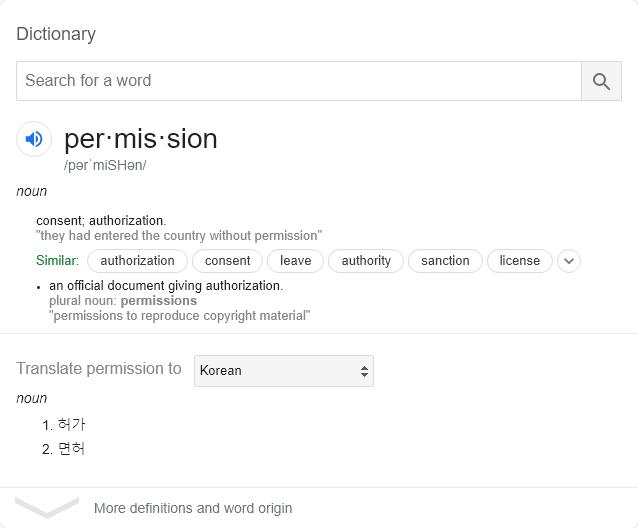 Dictionary
Search for a word
per·mis·sion
/pərˈmiSHən/
noun
consent; authorization.
"they had entered the country without permission"
Similar: authorization consent leave authority sanction license
• an official document giving authorization.
plural noun: permissions
"permissions to reproduce copyright material"
Translate permission to Korean
noun
1. 허가
2. 면허
More definitions and word origin